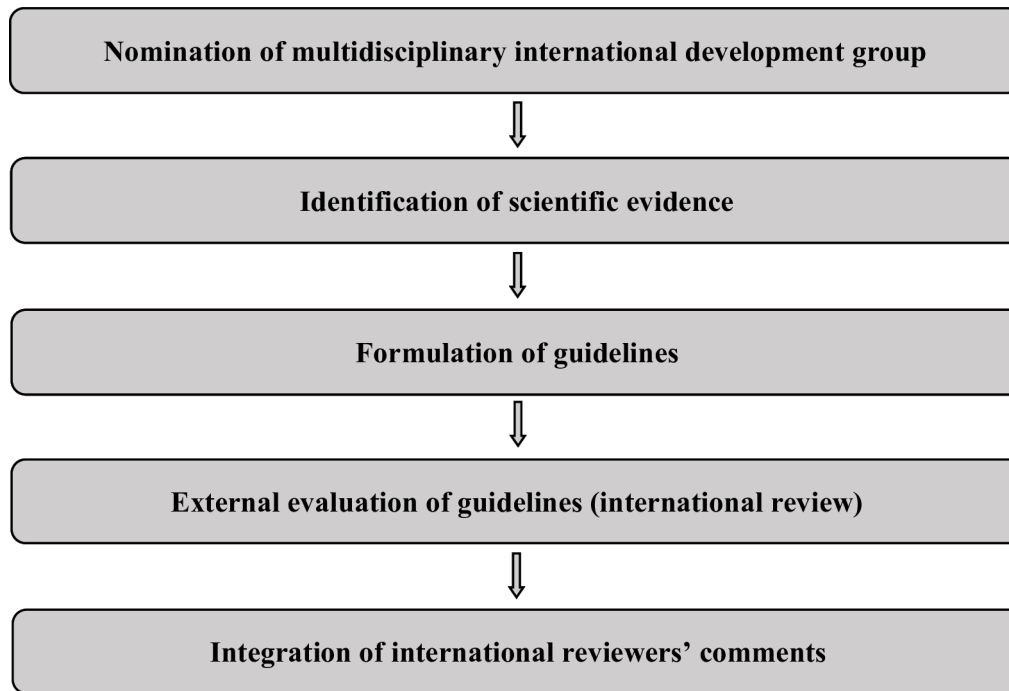 Nomination of multidisciplinary international development group
Identification of scientific evidence
Formulation of guidelines
External evaluation of guidelines (international review)
Integration of international reviewers’ comments